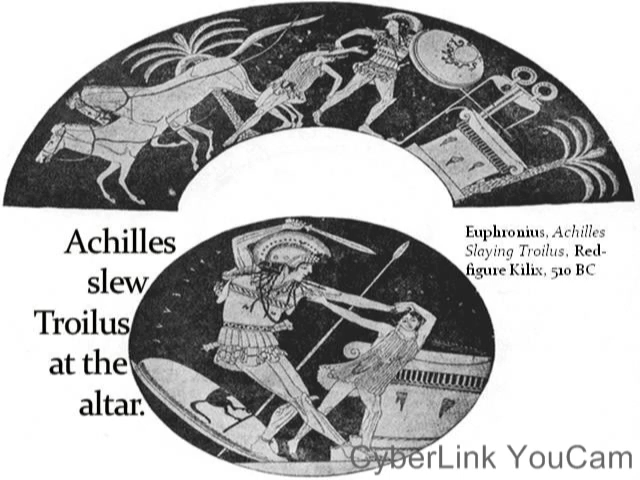 Achilles
slew
Troilus
at the
altar.
Euphronius, Achilles
Slaying Troilus, Red-
figure Kilix, 510 BC
CyberLink YouCam